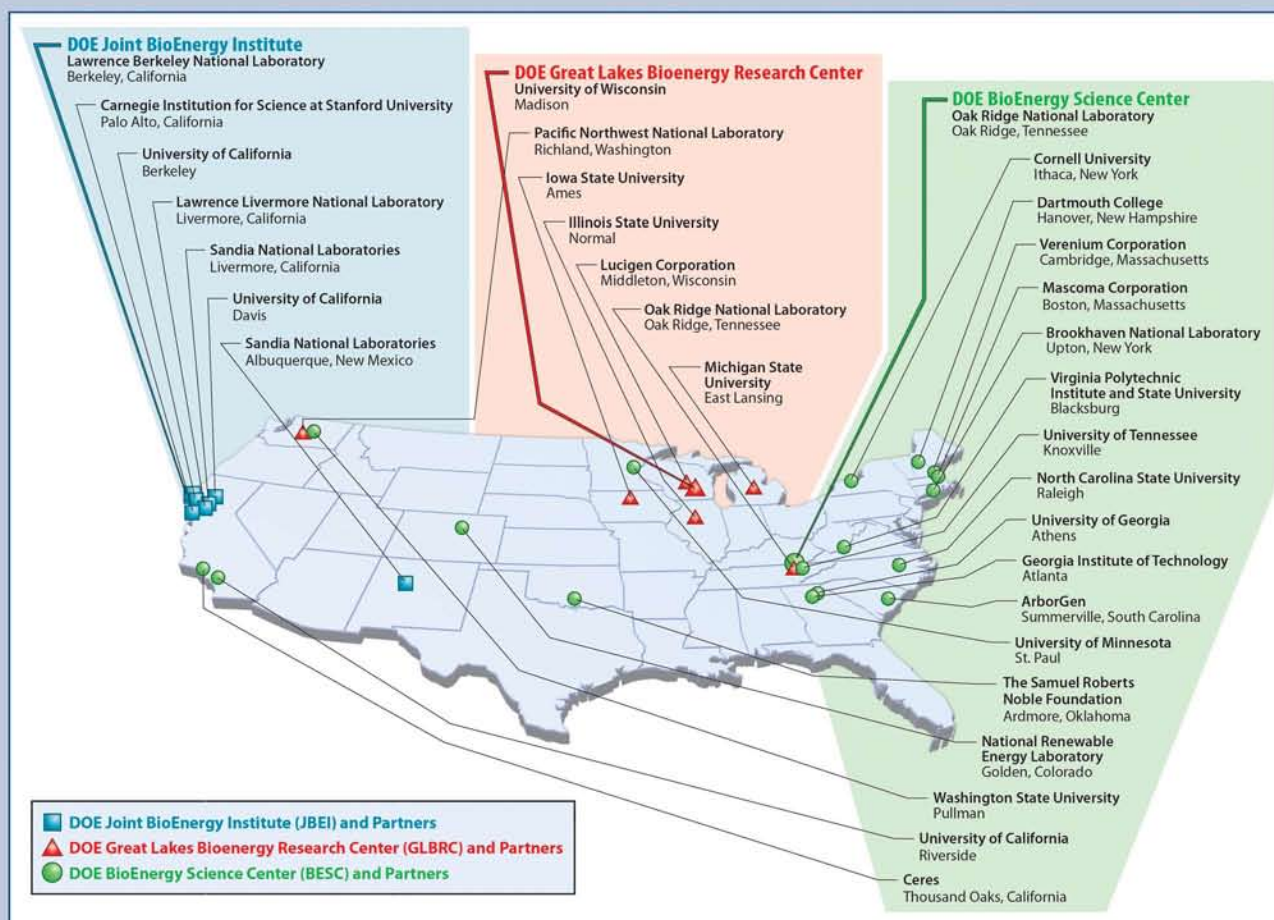 DOE Joint BioEnergy Institute
Lawrence Berkeley National Laboratory
Berkeley, California
Carnegie Institution for Science at Stanford University
Palo Alto, California
University of California
Berkeley
Lawrence Livermore National Laboratory
Livermore, California
Sandia National Laboratories
Livermore, California
University of California
Davis
Sandia National Laboratories
Albuquerque, New Mexico
DOE Great Lakes Bioenergy Research Center
University of Wisconsin
Madison
Pacific Northwest National Laboratory
Richland, Washington
Iowa State University
Ames
Illinois State University
Normal
Lucigen Corporation
Middleton, Wisconsin
Oak Ridge National Laboratory
Oak Ridge, Tennessee
Michigan State
University
East Lansing
DOE BioEnergy Science Center
Oak Ridge National Laboratory
Oak Ridge, Tennessee
Cornell University
Ithaca, New York
Dartmouth College
Hanover, New Hampshire
Verenium Corporation
Cambridge, Massachusetts
Mascoma Corporation
Boston, Massachusetts
Brookhaven National Laboratory
Upton, New York
Virginia Polytechnic
Institute and State University
Blacksburg
University of Tennessee
Knoxville
North Carolina State University
Raleigh
University of Georgia
Athens
Georgia Institute of Technology
Atlanta
ArborGen
Summerville, South Carolina
University of Minnesota
St. Paul
The Samuel Roberts
Noble Foundation
Ardmore, Oklahoma
National Renewable
Energy Laboratory
Golden, Colorado
Washington State University
Pullman
University of California
Riverside
Ceres
Thousand Oaks, California
DOE Joint BioEnergy Institute (JBEI) and Partners
DOE Great Lakes Bioenergy Research Center (GLBRC) and Partners
DOE BioEnergy Science Center (BESC) and Partners